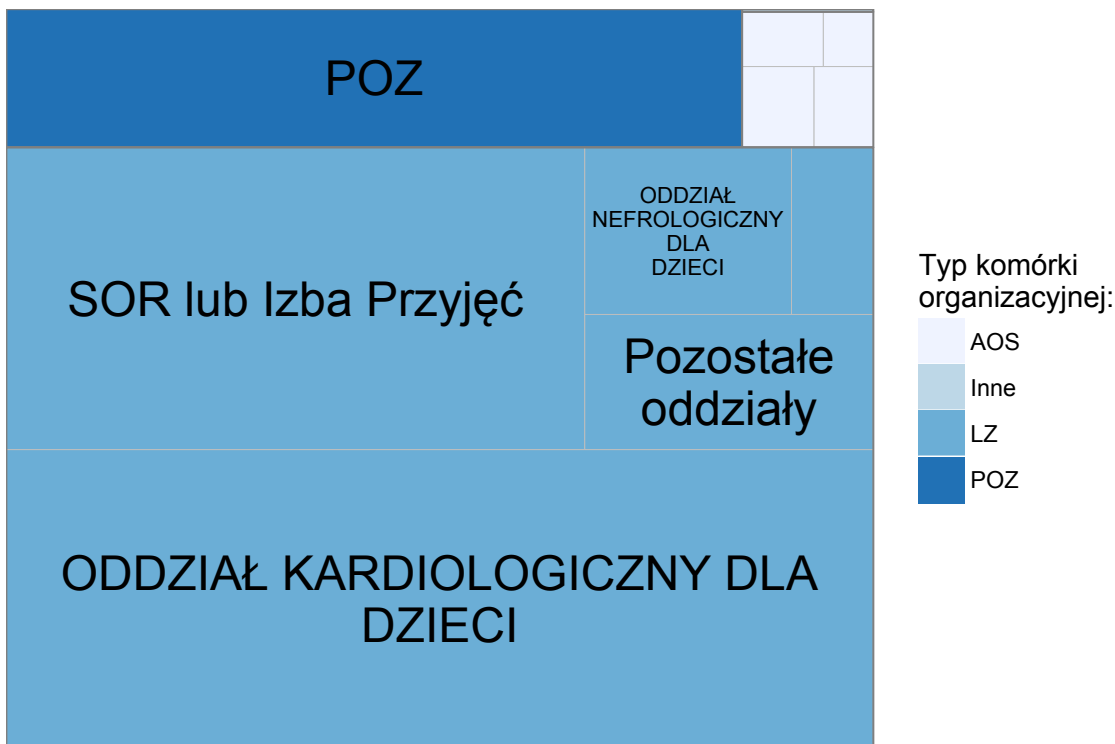 POZ
ODDZIAŁ
NEFROLOGICZNY
DLA
DZIECI
SOR lub Izba Przyjęć
Pozostałe
oddziały
ODDZIAŁ KARDIOLOGICZNY DLA
DZIECI
Typ komórki
organizacyjnej:
AOS
Inne
LZ
POZ